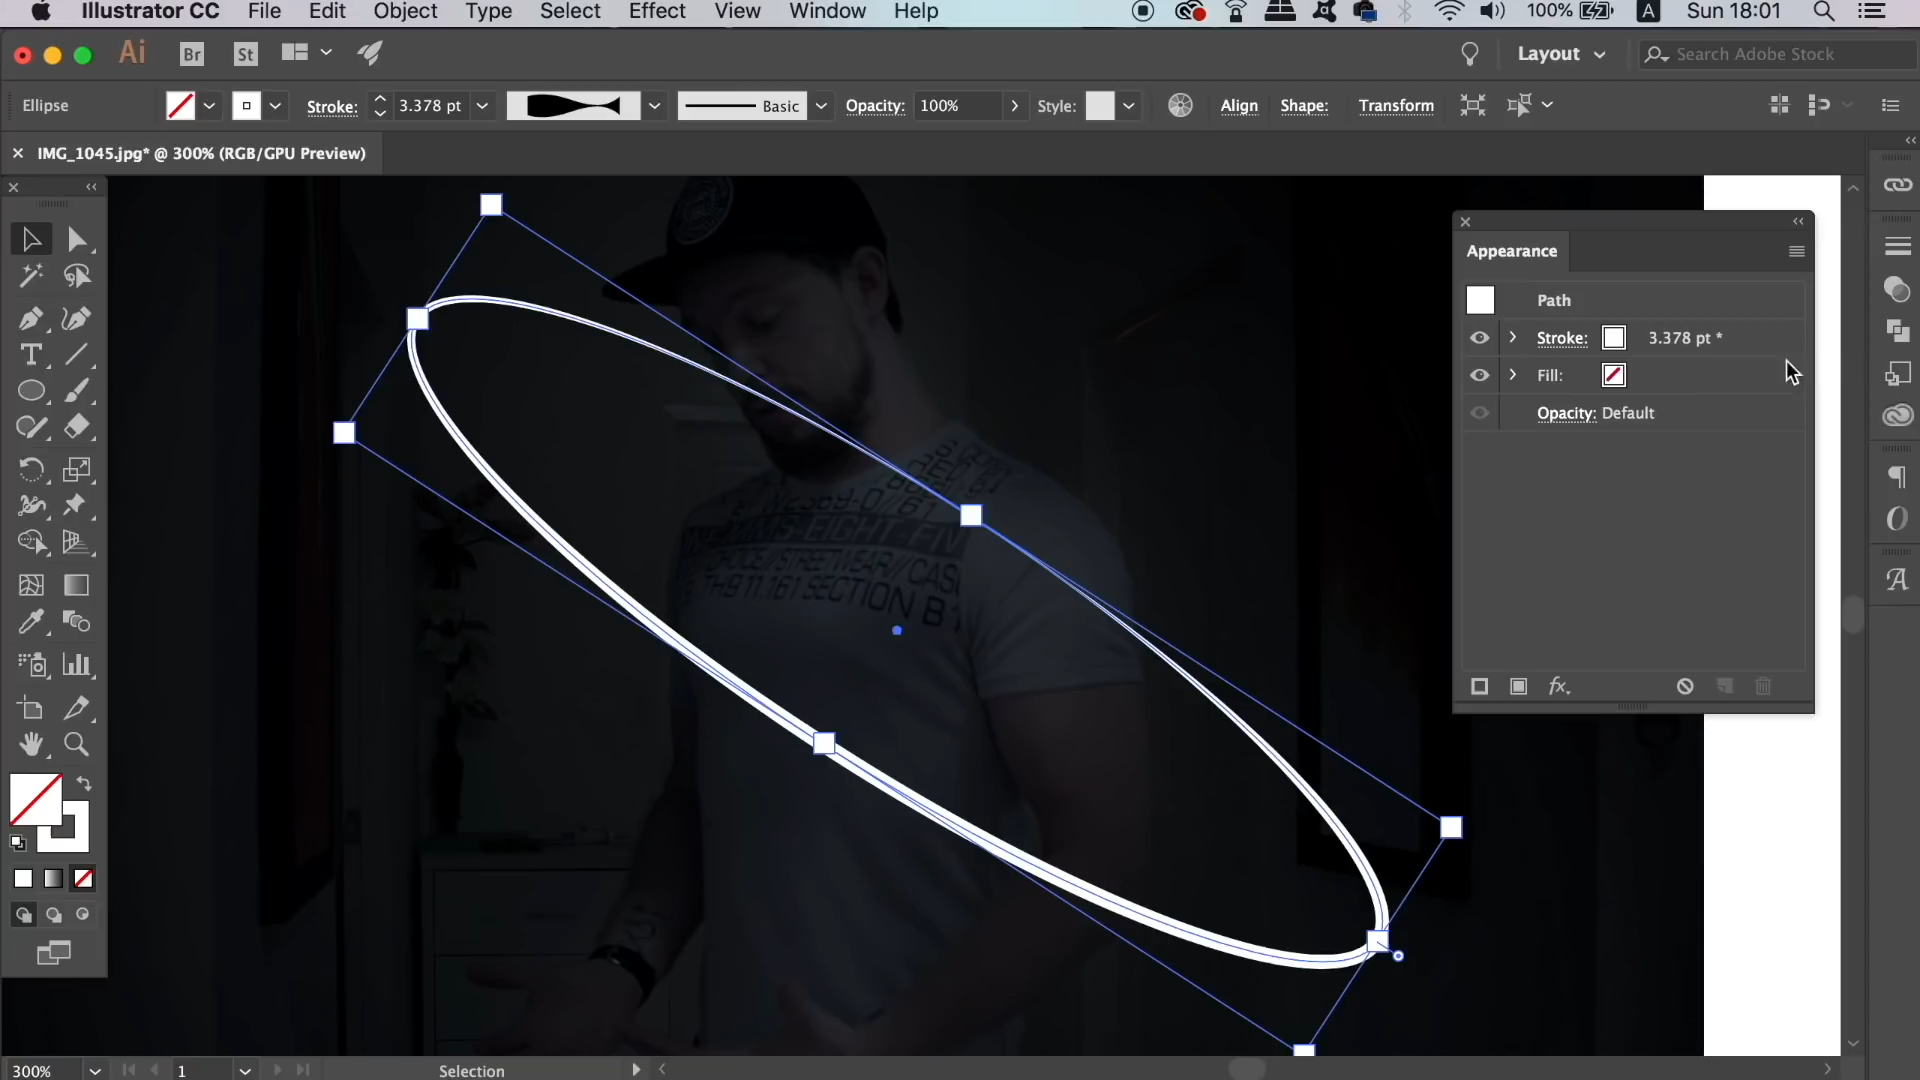 Illustrator CC File Edit Object Type Select Effect View Window Help 100% A Sun 18:01
Ai Br St Layout Search Adobe Stock
Ellipse Stroke: 3.378 pt Basic Opacity: 100% Style: Align Shape: Transform
IMG_1045.jpg* @ 300% (RGB/GPU Preview)
Appearance
Path
Stroke: 3.378 pt *
Fill:
Opacity: Default
fx
300% 1 Selection